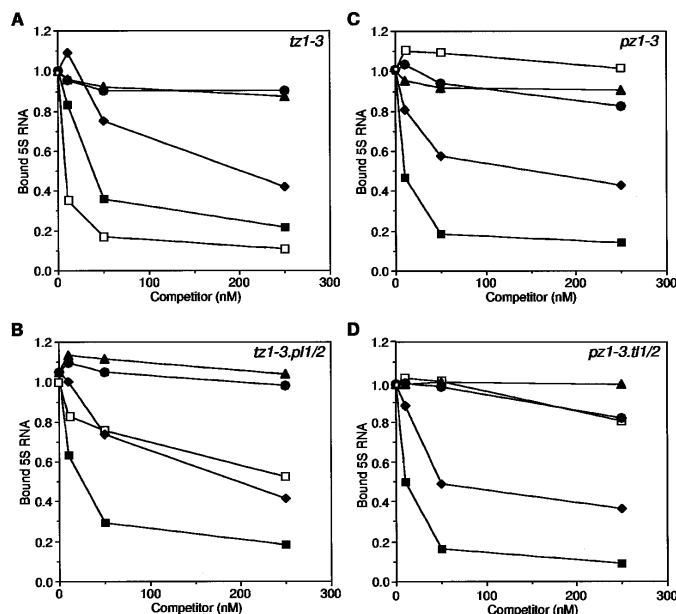 A
tz1-3
1.2
1.0
0.8
0.6
0.4
0.2
0.0
Bound 5S RNA
0
100
200
300
Competitor (nM)
C
pz1-3
1.2
1.0
0.8
0.6
0.4
0.2
0.0
Bound 5S RNA
0
100
200
300
Competitor (nM)
B
tz1-3.pl1/2
1.2
1.0
0.8
0.6
0.4
0.2
0.0
Bound 5S RNA
0
100
200
300
Competitor (nM)
D
pz1-3.tl1/2
1.2
1.0
0.8
0.6
0.4
0.2
0.0
Bound 5S RNA
0
100
200
300
Competitor (nM)